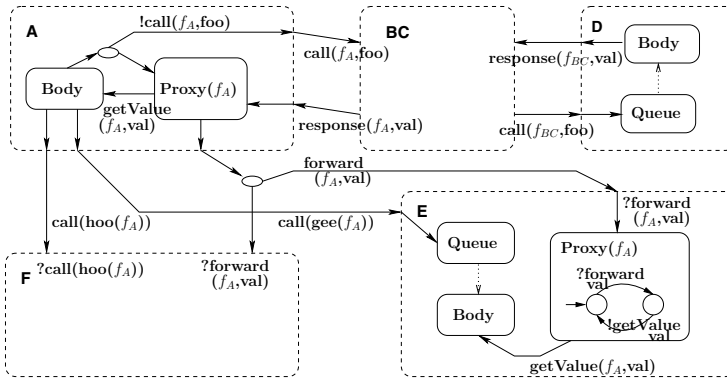 A
!call(f_A,foo)
call(f_A,foo)
BC
D
Body
response(f_BC,val)
Body
Proxy(f_A)
getValue
(f_A,val)
response(f_A,val)
Queue
call(f_BC,foo)
forward
(f_A,val)
call(hoo(f_A))
call(gee(f_A))
E
?forward
(f_A,val)
Queue
Proxy(f_A)
F
?call(hoo(f_A))
?forward
(f_A,val)
?forward
val
Body
!getValue
val
getValue(f_A,val)